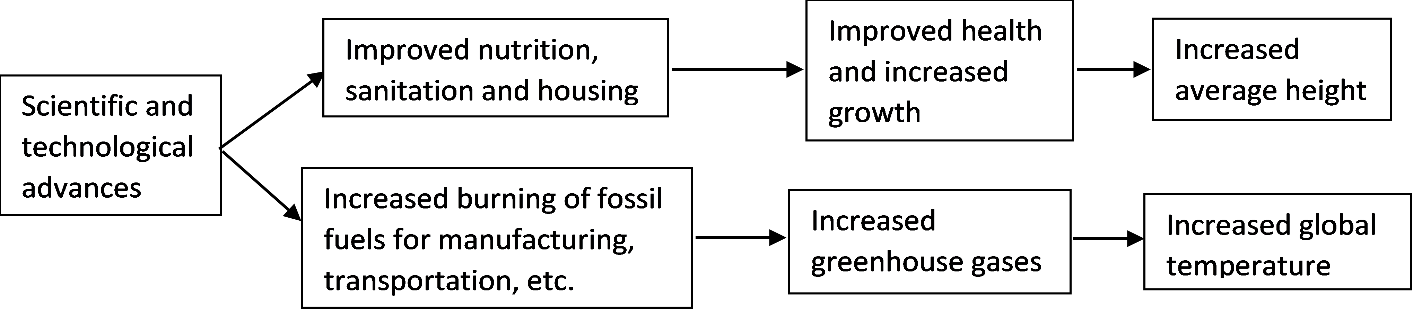 Scientific and
technological
advances
Improved nutrition,
sanitation and housing
Improved health
and increased
growth
Increased
average height
Increased burning of fossil
fuels for manufacturing,
transportation, etc.
Increased
greenhouse gases
Increased global
temperature